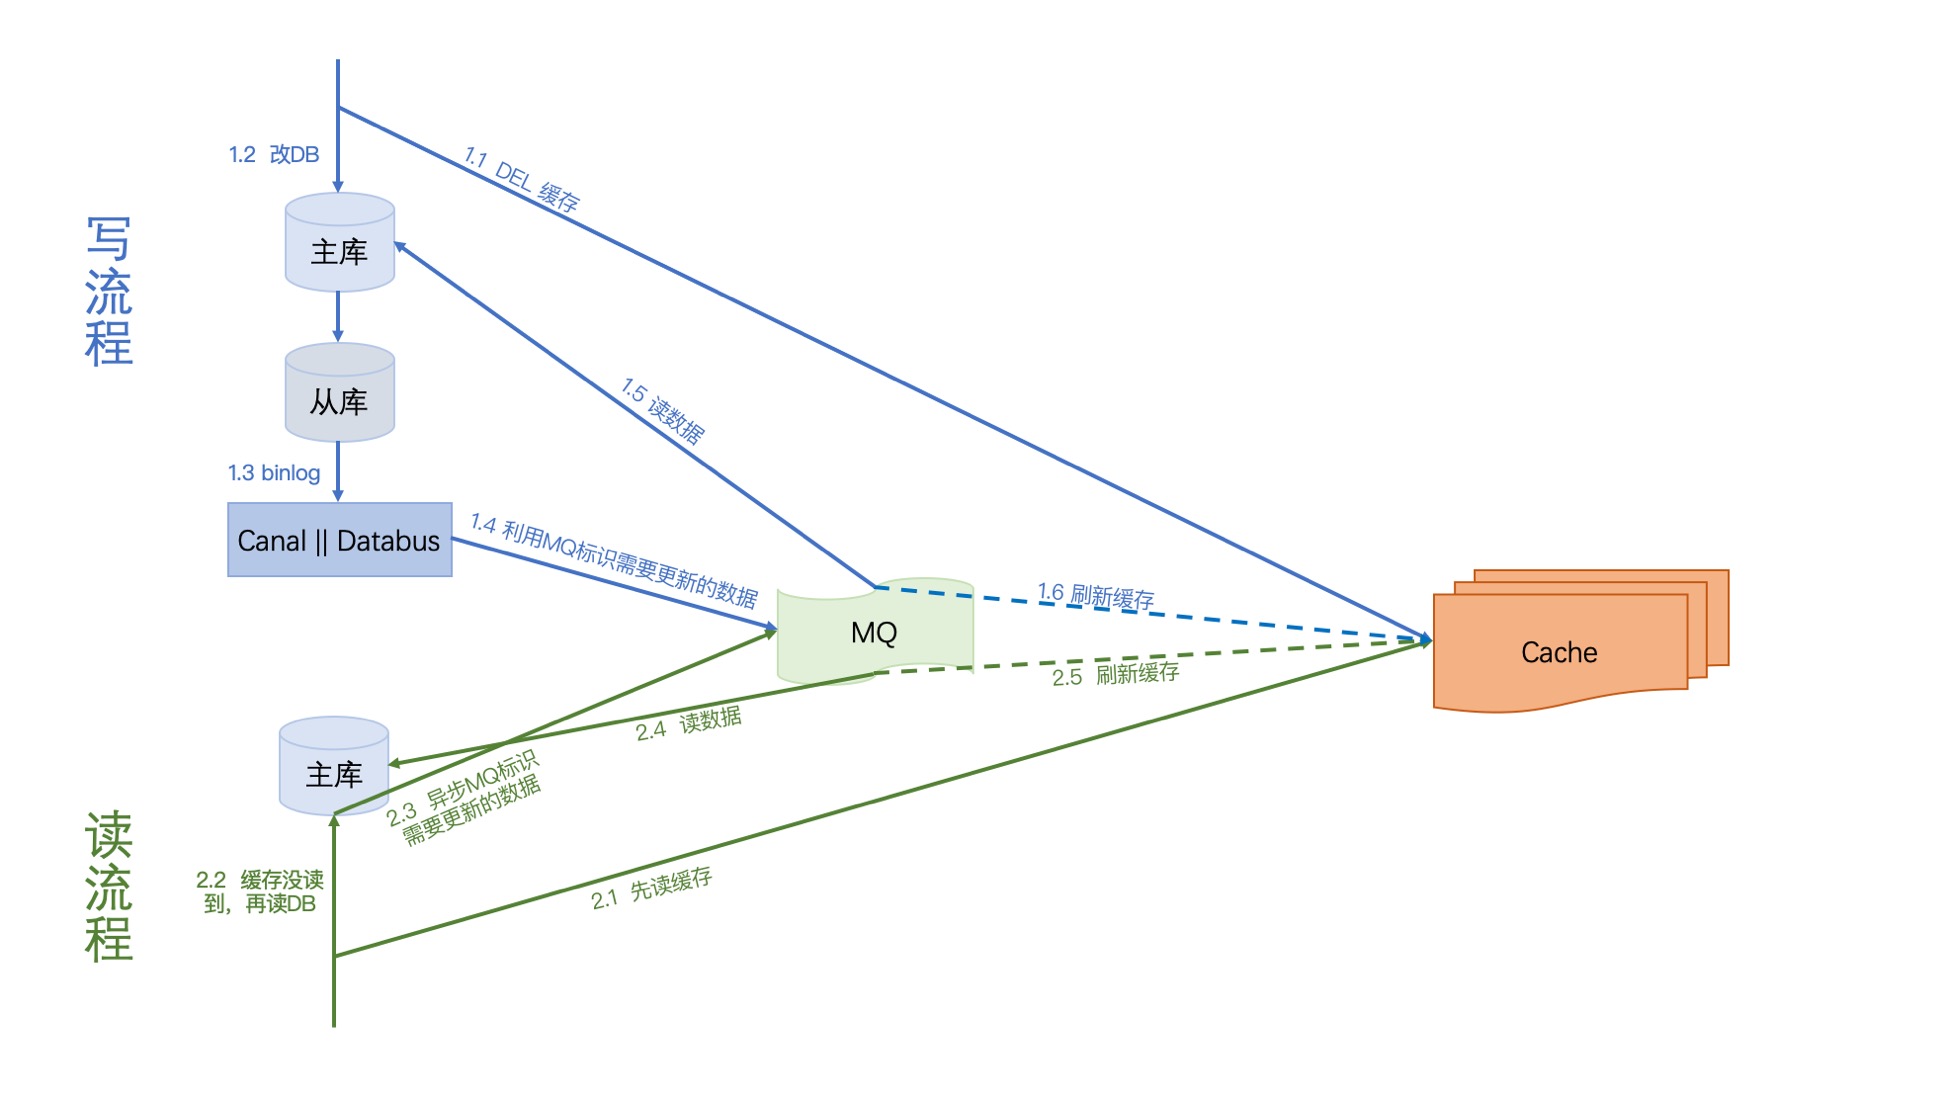 写流程
1.2 改DB
1.1 DEL 缓存
主库
从库
1.5 读数据
1.3 binlog
Canal || Databus
1.4 利用MQ标识需要更新的数据
MQ
1.6 刷新缓存
Cache
2.5 刷新缓存
2.4 读数据
主库
2.3 异步MQ标识
需要更新的数据
读流程
2.2 缓存没读
到，再读DB
2.1 先读缓存